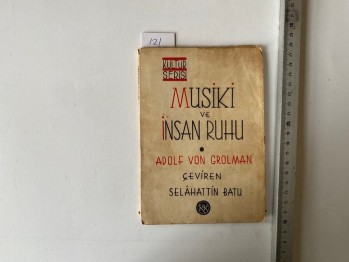 121
KÜLTÜR
SERİSİ
MUSİKİ
VE
İNSAN RUHU
ADOLF VON GROLMAN
ÇEVİREN
SELÂHATTİN BATU